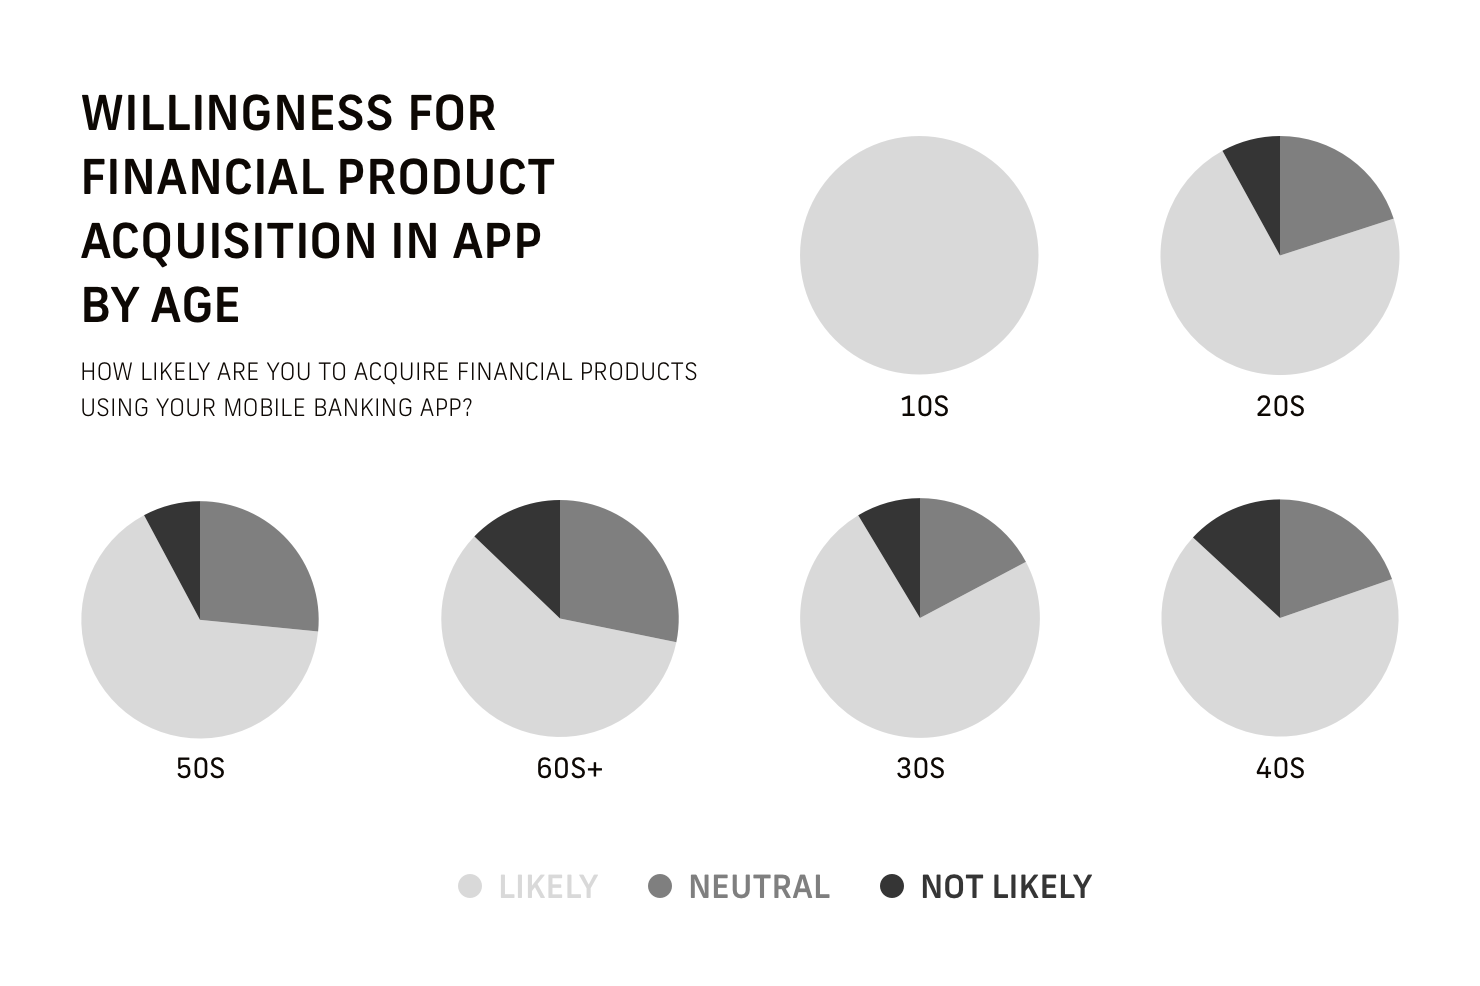 WILLINGNESS FOR
FINANCIAL PRODUCT
ACQUISITION IN APP
BY AGE
HOW LIKELY ARE YOU TO ACQUIRE FINANCIAL PRODUCTS
USING YOUR MOBILE BANKING APP?
10S
20S
50S
60S+
30S
40S
LIKELY
NEUTRAL
NOT LIKELY